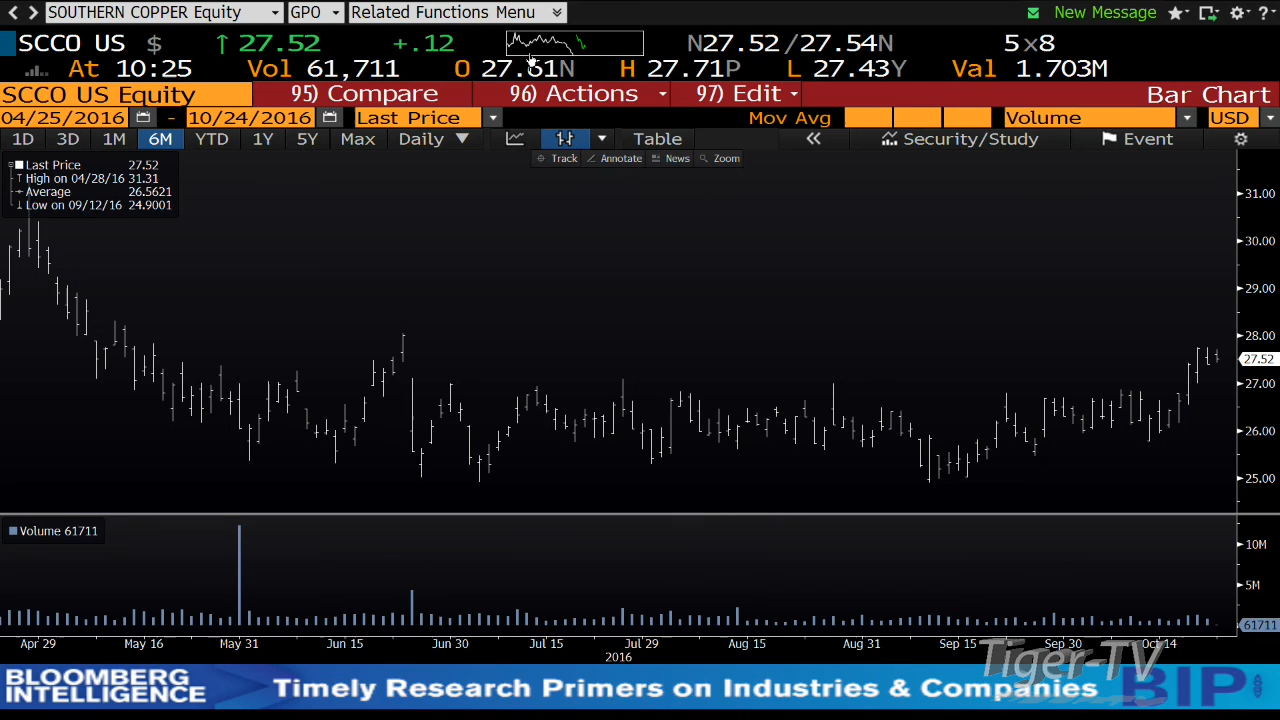 SOUTHERN COPPER Equity GPO Related Functions Menu New Message
SCCO US $ ↑ 27.52 +.12 N27.52 /27.54N 5x8
At 10:25 Vol 61,711 O 27.61N H 27.71P L 27.43Y Val 1.703M
SCCO US Equity 95) Compare 96) Actions 97) Edit Bar Chart
04/25/2016 - 10/24/2016 Last Price Mov Avg Volume USD
1D 3D 1M 6M YTD 1Y 5Y Max Daily ▼ Table « Security/Study Event
Track Annotate News Zoom
Last Price 27.52
High on 04/28/16 31.31
Average 26.5621
Low on 09/12/16 24.9001
31.00
30.00
29.00
28.00
27.52
27.00
26.00
25.00
Volume 61711
10M
5M
61711
Apr 29 May 16 May 31 Jun 15 Jun 30 Jul 15 Jul 29 Aug 15 Aug 31 Sep 15 Sep 30 Oct 14
2016
Tiger-TV
BLOOMBERG
INTELLIGENCE
Timely Research Primers on Industries & Companies
BIP